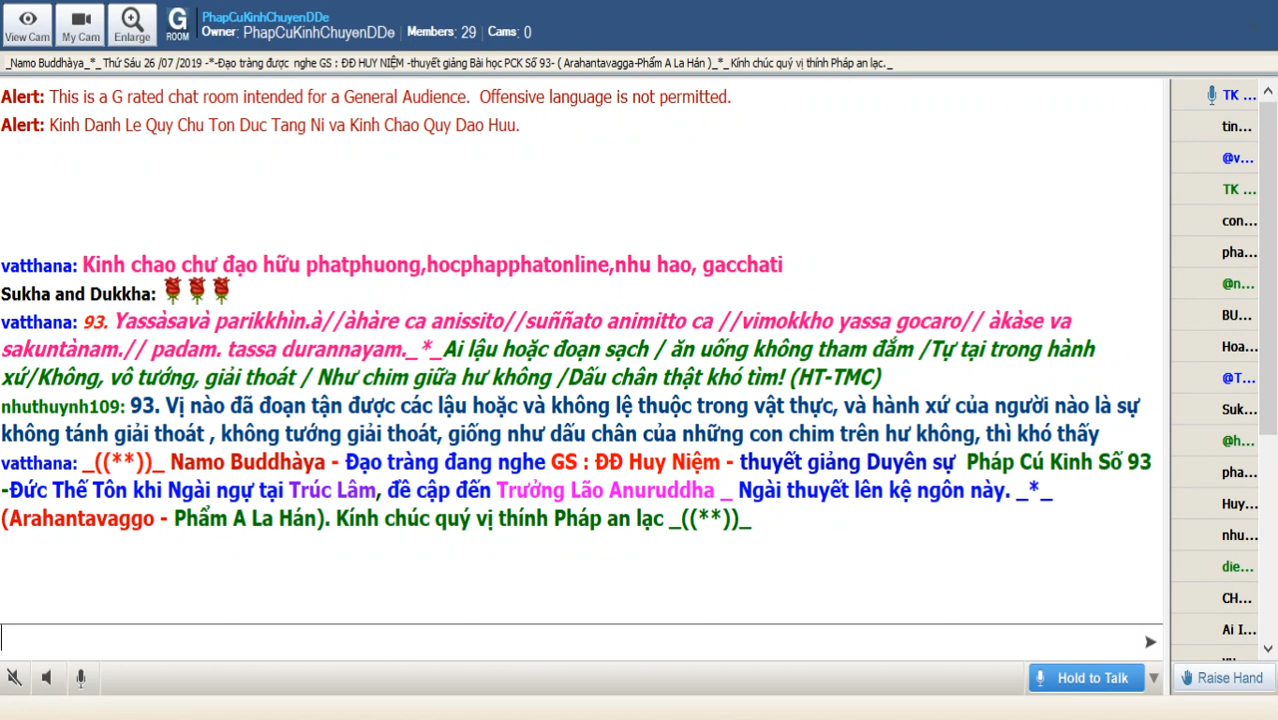 View Cam
My Cam
Enlarge
G
ROOM
PhapCuKinhChuyenDDe
Owner: PhapCuKinhChuyenDDe Members: 29 Cams: 0
_Namo Buddhàya_*_ Thứ Sáu 26 /07 /2019 -*-Đạo tràng được nghe GS : ĐĐ HUY NIỆM -thuyết giảng Bài học PCK Số 93- ( Arahantavagga-Phẩm A La Hán )_*_Kính chúc quý vị thính Pháp an lạc._
Alert: This is a G rated chat room intended for a General Audience. Offensive language is not permitted.
Alert: Kinh Danh Le Quy Chu Ton Duc Tang Ni va Kinh Chao Quy Dao Huu.
vatthana: Kinh chao chư đạo hữu phatphuong,hocphapphatonline,nhu hao, gacchati
Sukha and Dukkha:
vatthana: 93. Yassàsavà parikkhìn.à//àhàre ca anissito//suññato animitto ca //vimokkho yassa gocaro// àkàse va
sakuntànam.// padam. tassa durannayam._*_Ai lậu hoặc đoạn sạch / ăn uống không tham đắm /Tự tại trong hành
xứ/Không, vô tướng, giải thoát / Như chim giữa hư không /Dấu chân thật khó tìm! (HT-TMC)
nhuthuynh109: 93. Vị nào đã đoạn tận được các lậu hoặc và không lệ thuộc trong vật thực, và hành xứ của người nào là sự
không tánh giải thoát , không tướng giải thoát, giống như dấu chân của những con chim trên hư không, thì khó thấy
vatthana: _((**))_ Namo Buddhàya - Đạo tràng đang nghe GS : ĐĐ Huy Niệm - thuyết giảng Duyên sự Pháp Cú Kinh Số 93
-Đức Thế Tôn khi Ngài ngự tại Trúc Lâm, đề cập đến Trưởng Lão Anuruddha _ Ngài thuyết lên kệ ngôn này. _*_
(Arahantavaggo - Phẩm A La Hán). Kính chúc quý vị thính Pháp an lạc _((**))_
TK ...
tin...
@v...
TK ...
con...
pha...
@n...
BU...
Hoa...
@T...
Suk...
@h...
pha...
Huy...
nhu...
die...
CH...
Ai I...
Hold to Talk
Raise Hand